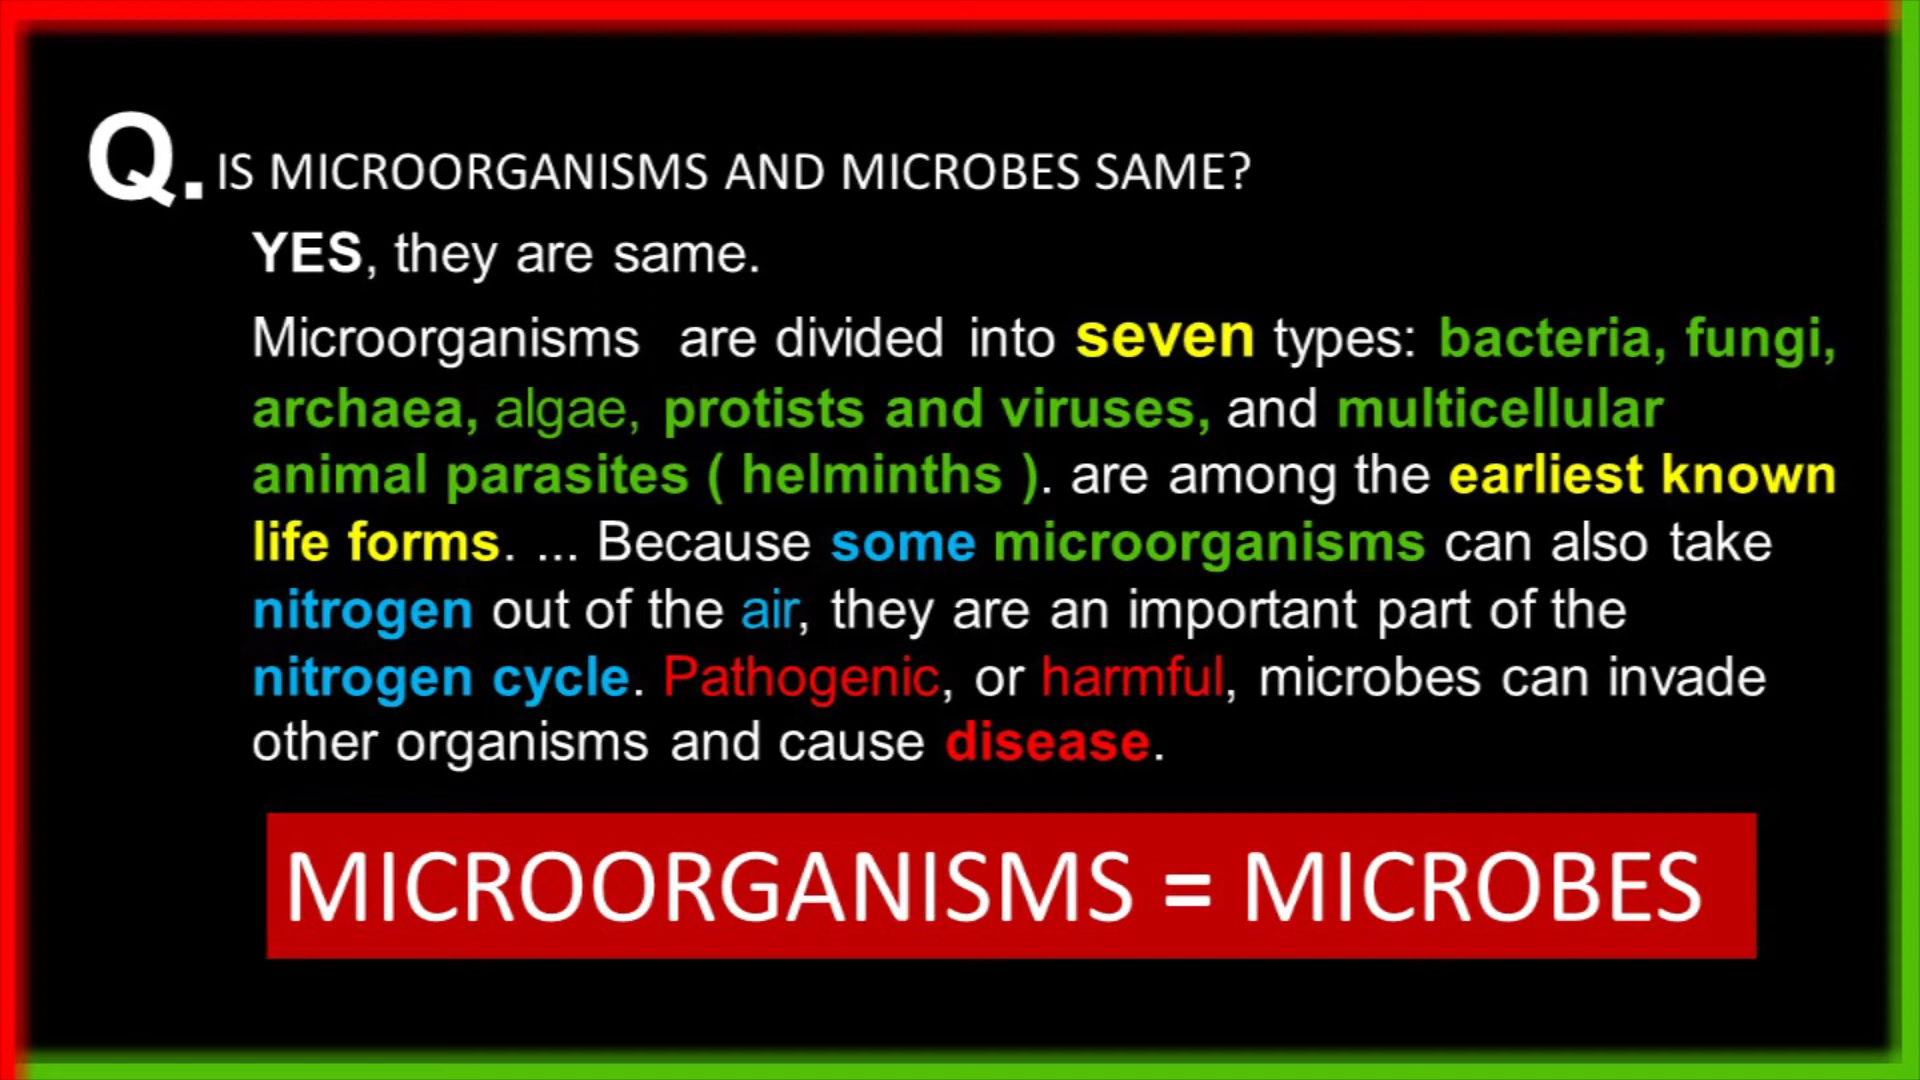 Q. IS MICROORGANISMS AND MICROBES SAME?
YES, they are same.
Microorganisms are divided into seven types: bacteria, fungi,
archaea, algae, protists and viruses, and multicellular
animal parasites ( helminths ). are among the earliest known
life forms. ... Because some microorganisms can also take
nitrogen out of the air, they are an important part of the
nitrogen cycle. Pathogenic, or harmful, microbes can invade
other organisms and cause disease.
MICROORGANISMS = MICROBES